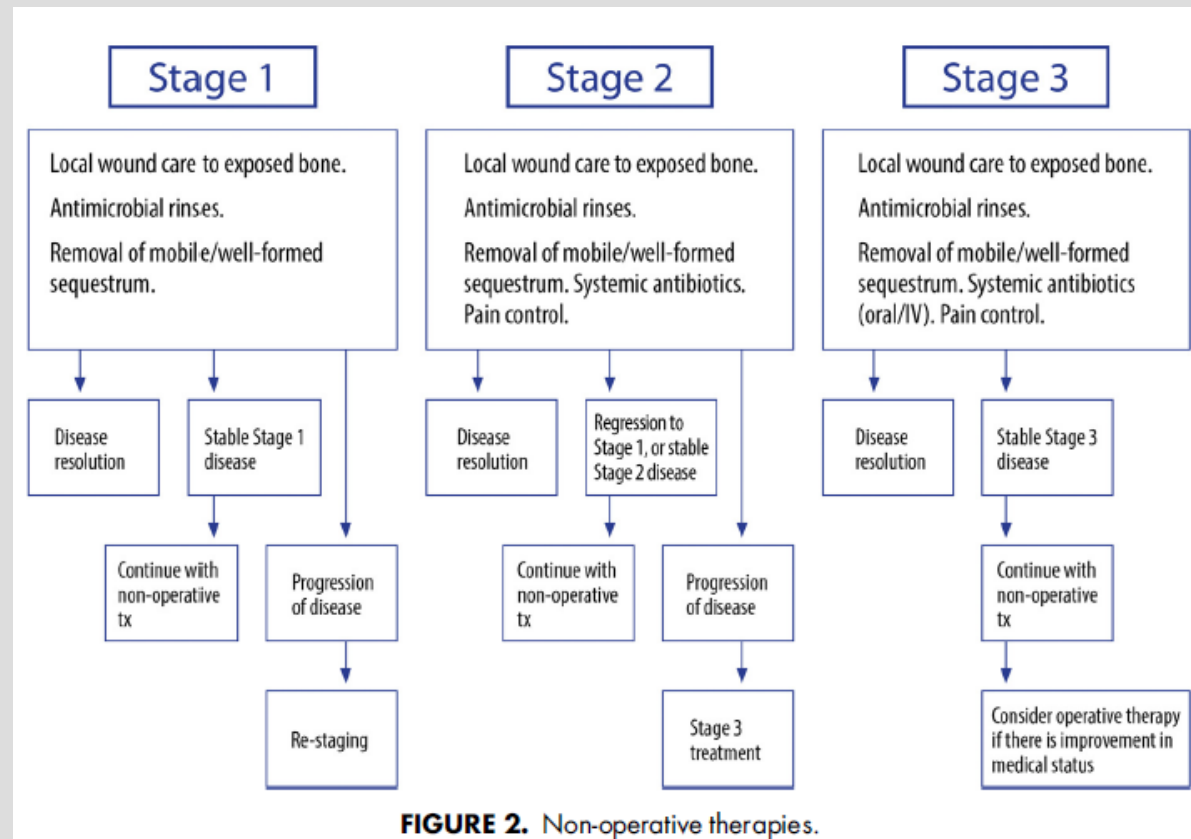 Stage 1
Local wound care to exposed bone.
Antimicrobial rinses.
Removal of mobile/well-formed
sequestrum.
Disease
resolution
Stable Stage 1
disease
Continue with
non-operative
tx
Progression
of disease
Re-staging
Stage 2
Local wound care to exposed bone.
Antimicrobial rinses.
Removal of mobile/well-formed
sequestrum. Systemic antibiotics.
Pain control.
Disease
resolution
Regression to
Stage 1, or stable
Stage 2 disease
Continue with
non-operative
tx
Progression
of disease
Stage 3
treatment
Stage 3
Local wound care to exposed bone.
Antimicrobial rinses.
Removal of mobile/well-formed
sequestrum. Systemic antibiotics
(oral/IV). Pain control.
Disease
resolution
Stable Stage 3
disease
Continue with
non-operative
tx
Consider operative therapy
if there is improvement in
medical status
FIGURE 2. Non-operative therapies.